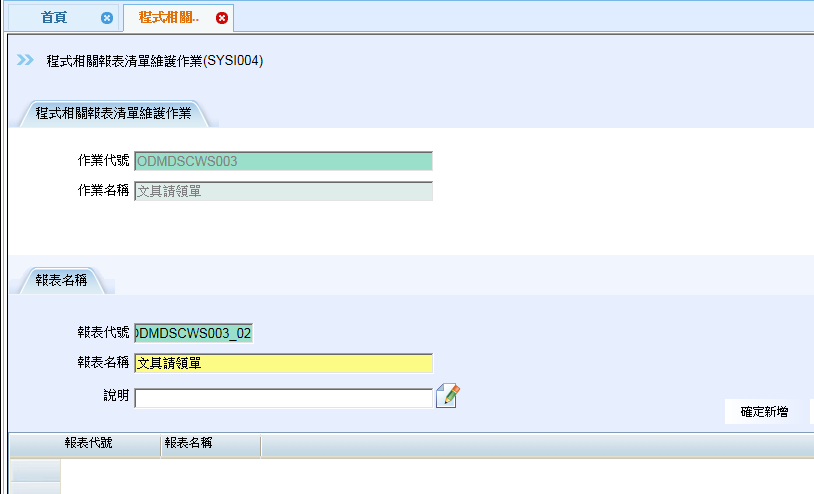 首頁 程式相關..
程式相關報表清單維護作業(SYSI004)
程式相關報表清單維護作業
作業代號 ODMDSCWS003
作業名稱 文具請領單
報表名稱
報表代號 ODMDSCWS003_02
報表名稱 文具請領單
說明
確定新增
報表代號 報表名稱